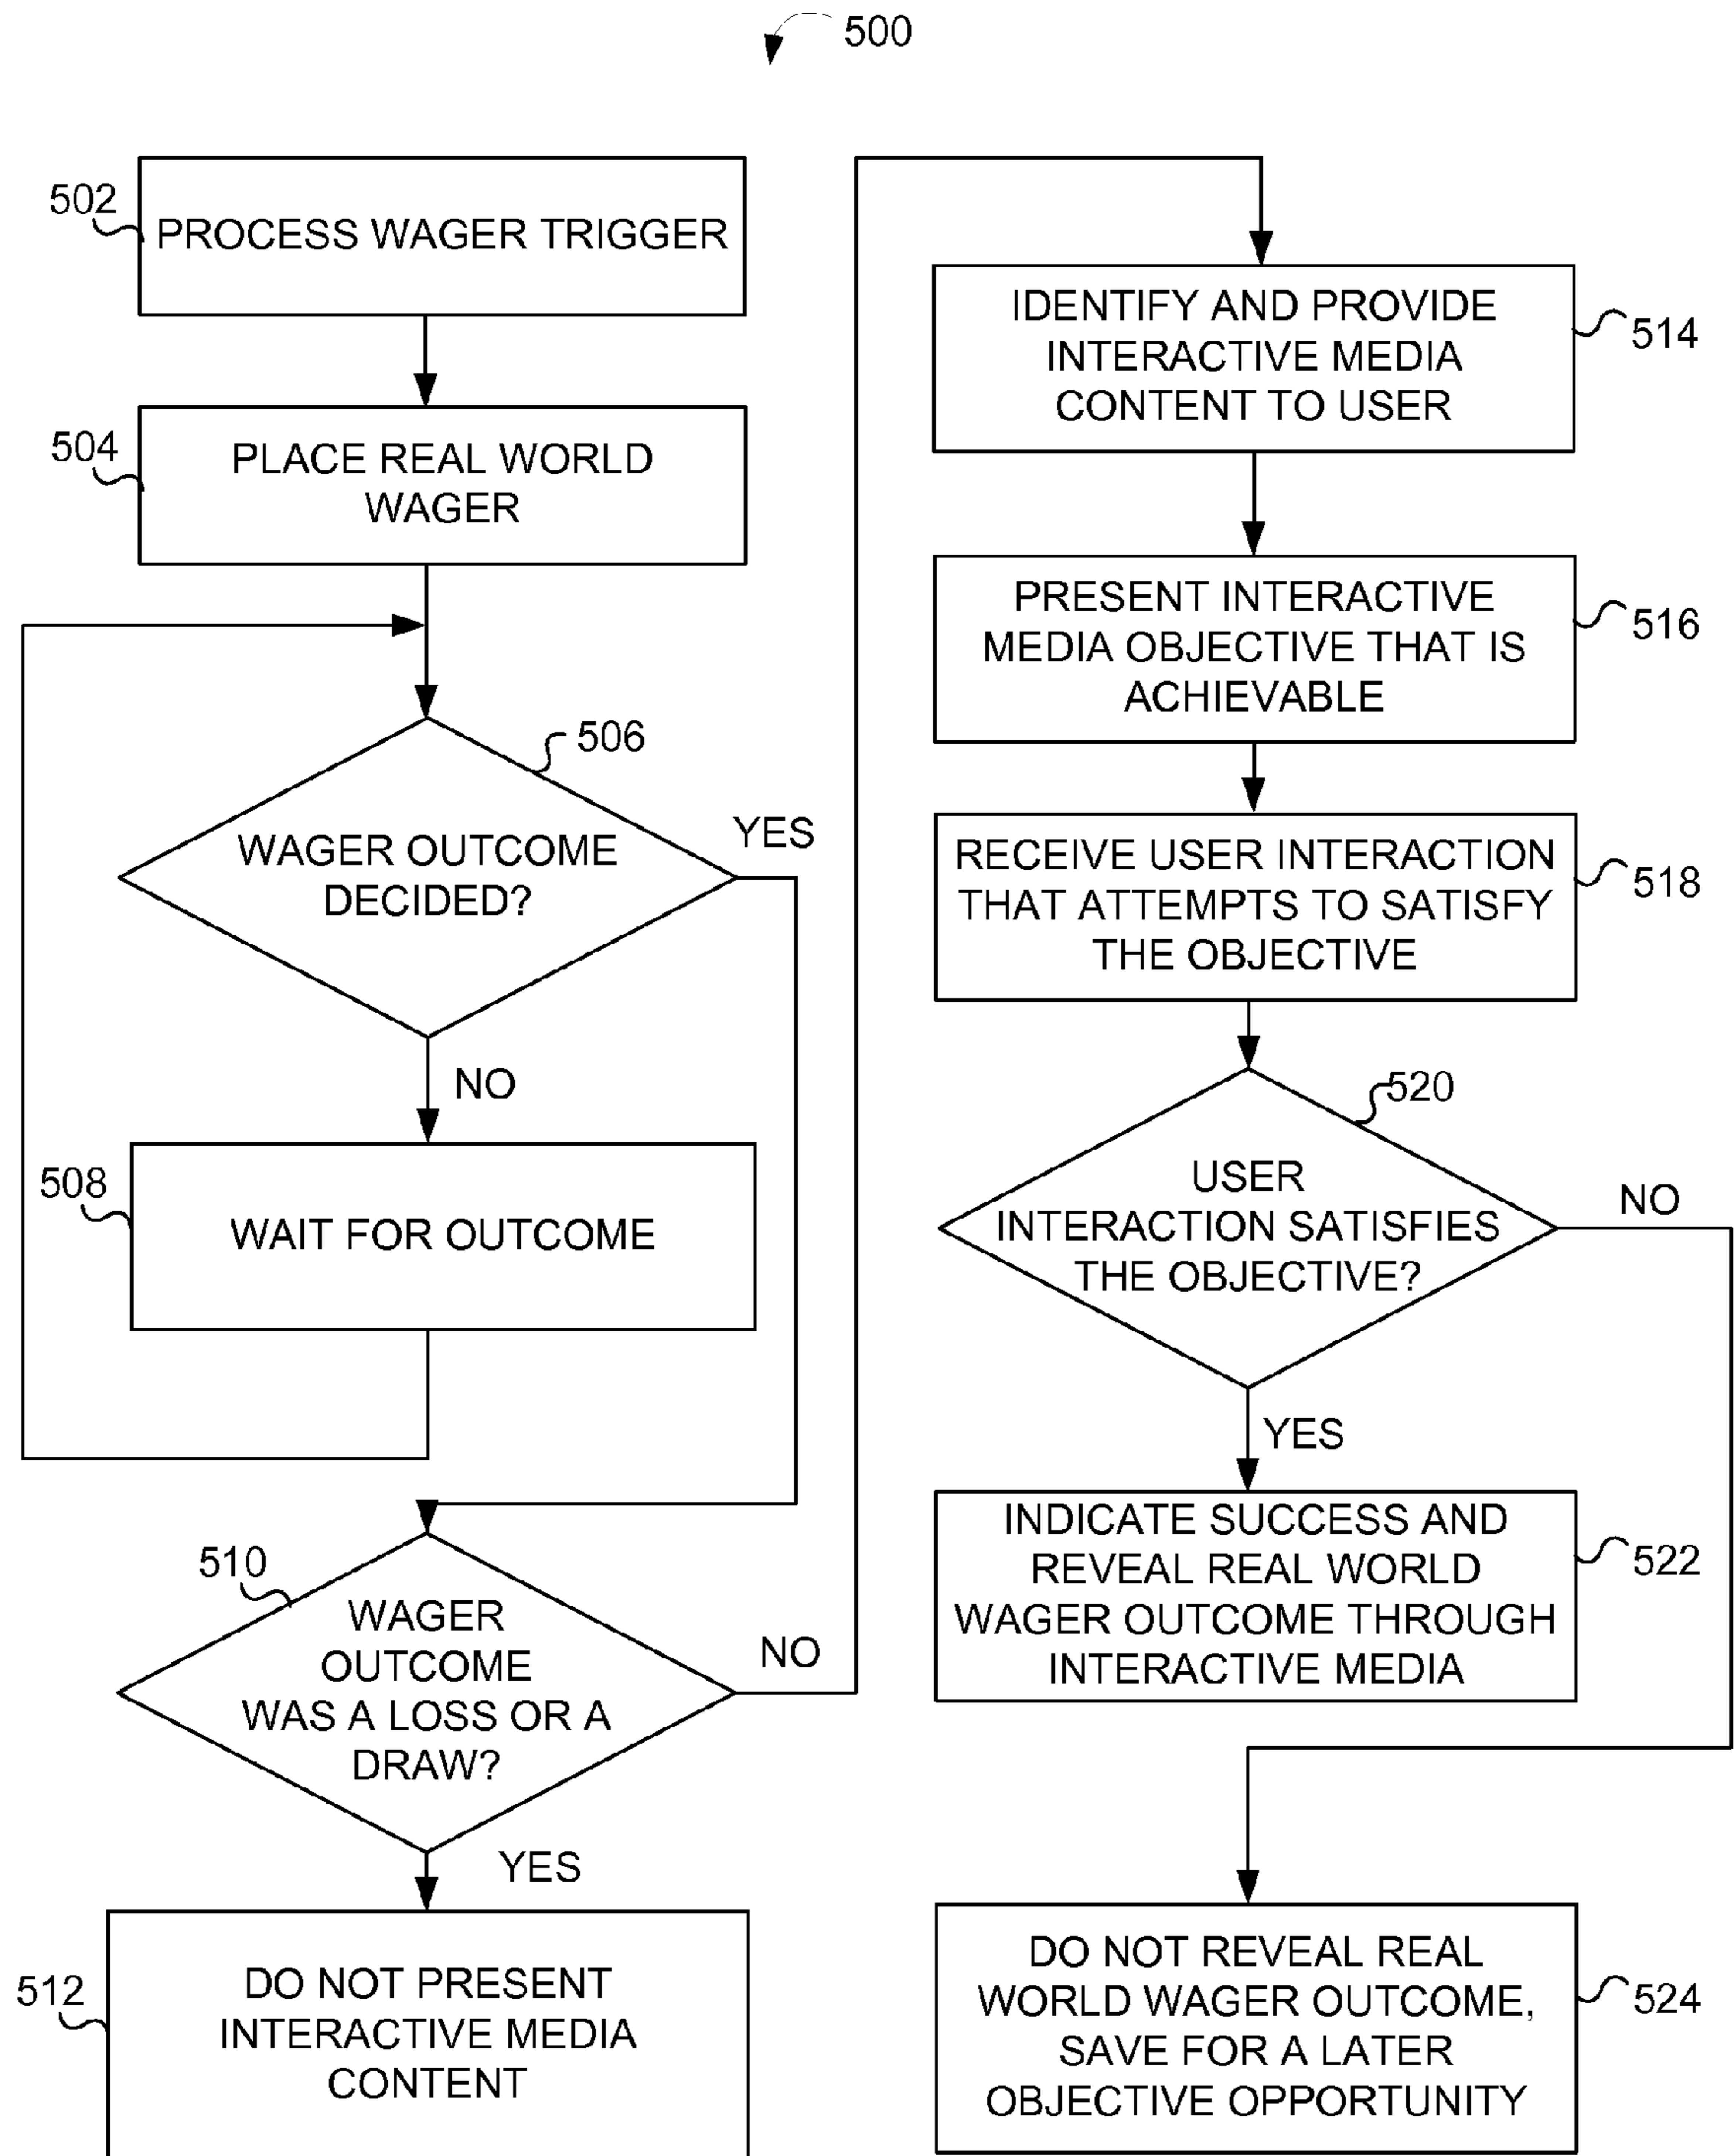 500
502
PROCESS WAGER TRIGGER
504
PLACE REAL WORLD
WAGER
506
WAGER OUTCOME
DECIDED?
YES
NO
508
WAIT FOR OUTCOME
510
WAGER
OUTCOME
WAS A LOSS OR A
DRAW?
NO
YES
512
DO NOT PRESENT
INTERACTIVE MEDIA
CONTENT
IDENTIFY AND PROVIDE
INTERACTIVE MEDIA
CONTENT TO USER
514
PRESENT INTERACTIVE
MEDIA OBJECTIVE THAT IS
ACHIEVABLE
516
RECEIVE USER INTERACTION
THAT ATTEMPTS TO SATISFY
THE OBJECTIVE
518
520
USER
INTERACTION SATISFIES
THE OBJECTIVE?
NO
YES
INDICATE SUCCESS AND
REVEAL REAL WORLD
WAGER OUTCOME THROUGH
INTERACTIVE MEDIA
522
DO NOT REVEAL REAL
WORLD WAGER OUTCOME,
SAVE FOR A LATER
OBJECTIVE OPPORTUNITY
524